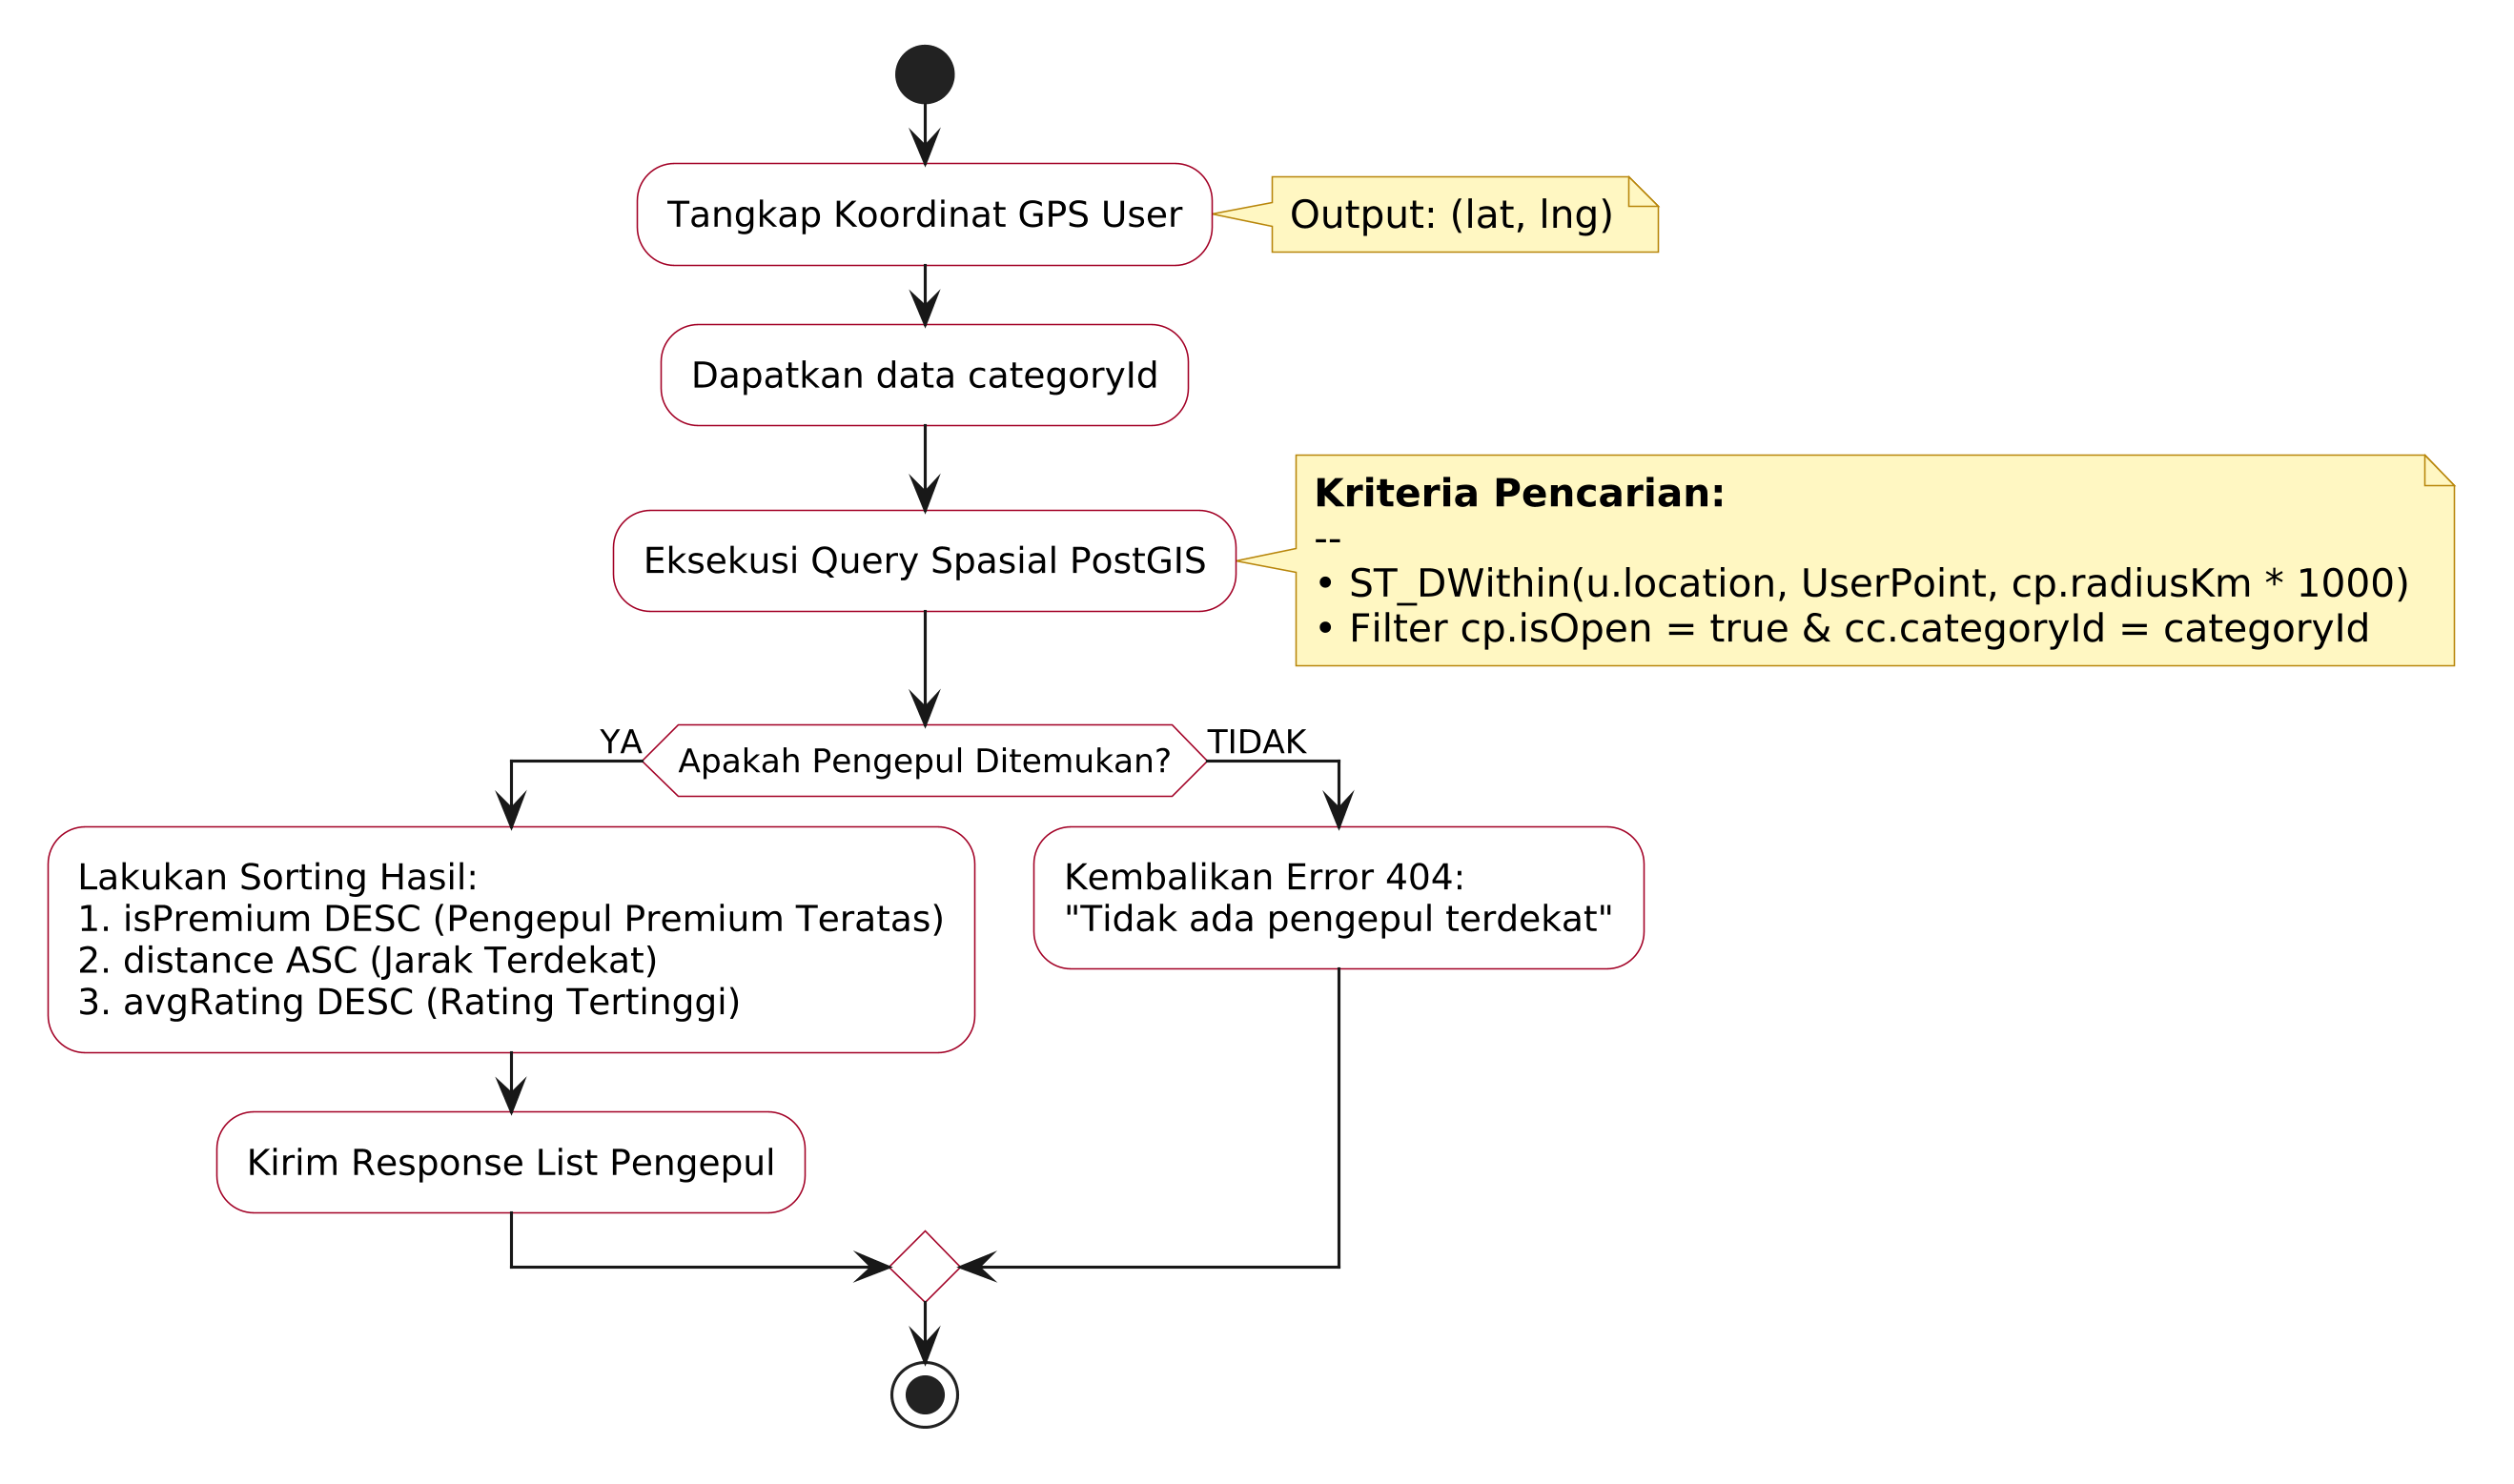 Tangkap Koordinat GPS User
Output: (lat, lng)
Dapatkan data categoryId
Eksekusi Query Spasial PostGIS
Kriteria Pencarian:
--
• ST_DWithin(u.location, UserPoint, cp.radiusKm * 1000)
• Filter cp.isOpen = true & cc.categoryId = categoryId
YA
Apakah Pengepul Ditemukan?
TIDAK
Lakukan Sorting Hasil:
1. isPremium DESC (Pengepul Premium Teratas)
2. distance ASC (Jarak Terdekat)
3. avgRating DESC (Rating Tertinggi)
Kembalikan Error 404:
"Tidak ada pengepul terdekat"
Kirim Response List Pengepul